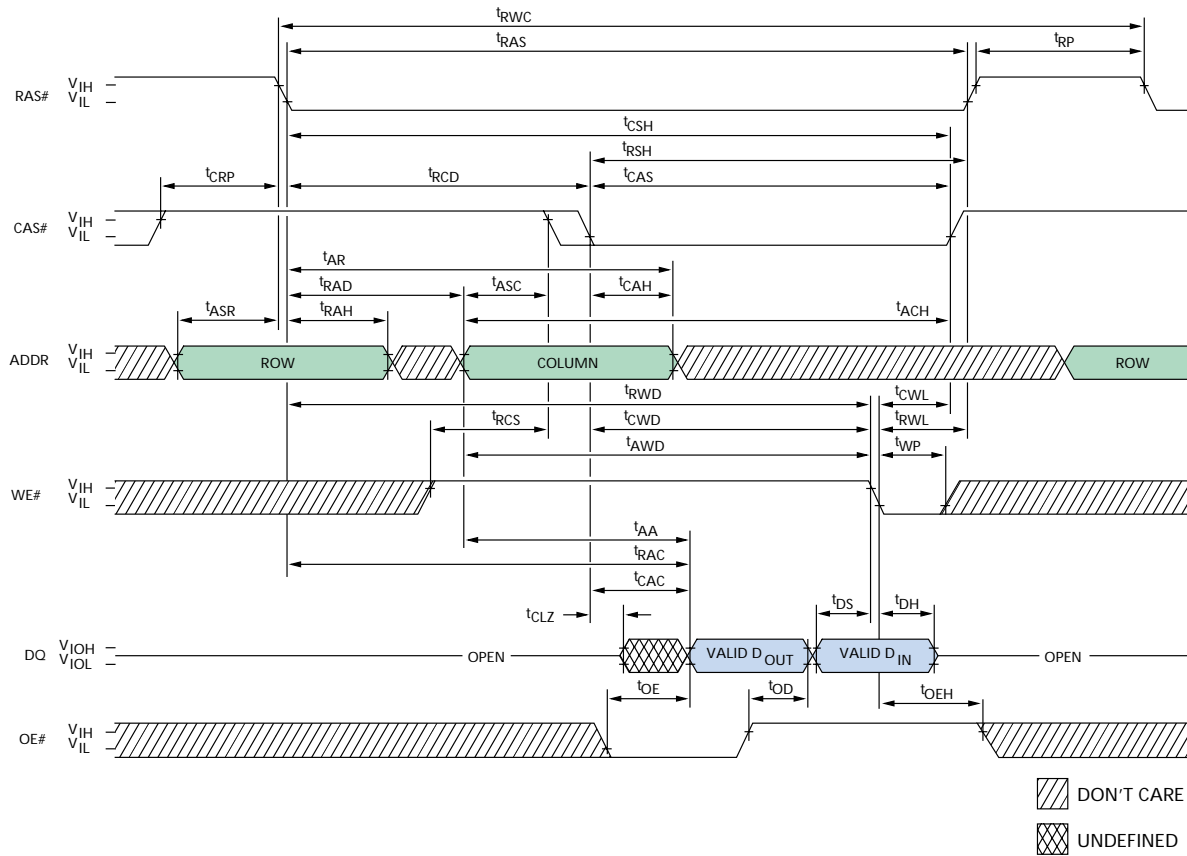 tRWC
tRAS
tRP
RAS#
VIH
VIL
tCSH
tRSH
tCRP
tRCD
tCAS
CAS#
VIH
VIL
tAR
tRAD
tASC
tCAH
tASR
tRAH
tACH
ADDR
VIH
VIL
ROW
COLUMN
ROW
tRWD
tCWL
tRCS
tCWD
tRWL
tAWD
tWP
WE#
VIH
VIL
tAA
tRAC
tCAC
tCLZ
tDS
tDH
DQ
VIOH
VIOL
OPEN
VALID DOUT
VALID DIN
OPEN
tOE
tOD
tOEH
OE#
VIH
VIL
DON'T CARE
UNDEFINED